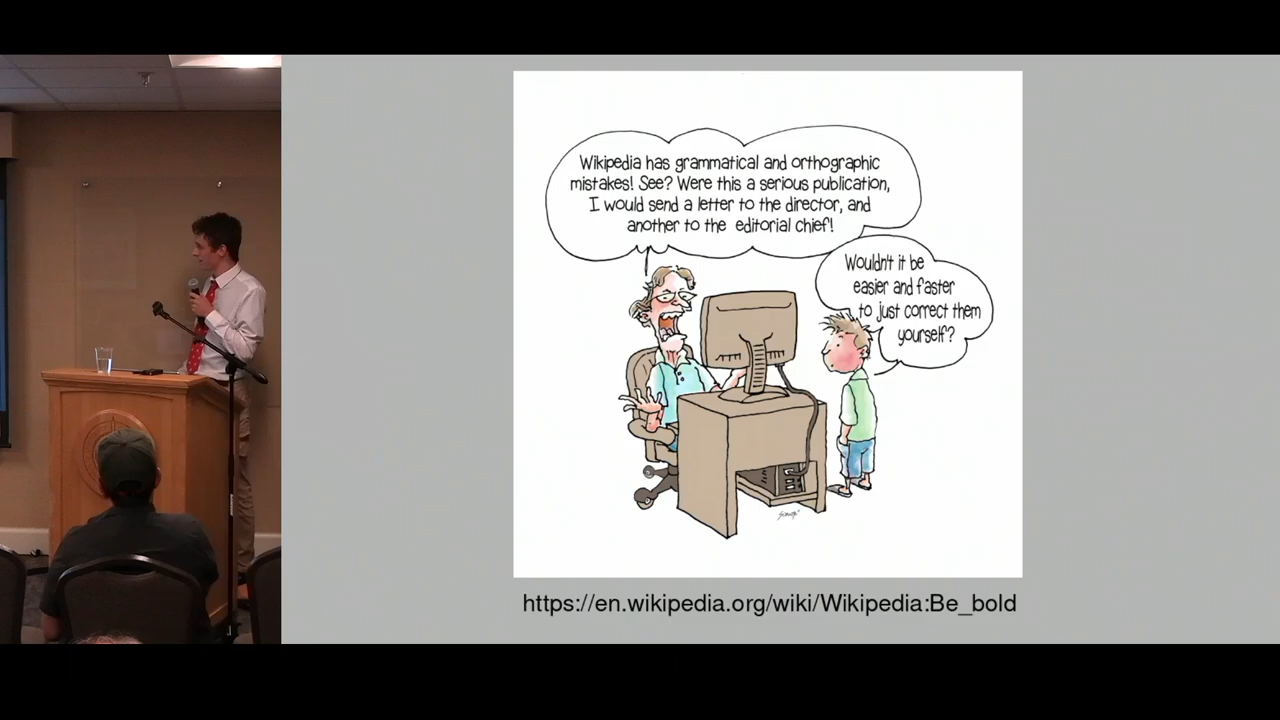 Wikipedia has grammatical and orthographic
mistakes! See? Were this a serious publication,
I would send a letter to the director, and
another to the editorial chief!
Wouldn't it be
easier and faster
to just correct them
yourself?
https://en.wikipedia.org/wiki/Wikipedia:Be_bold